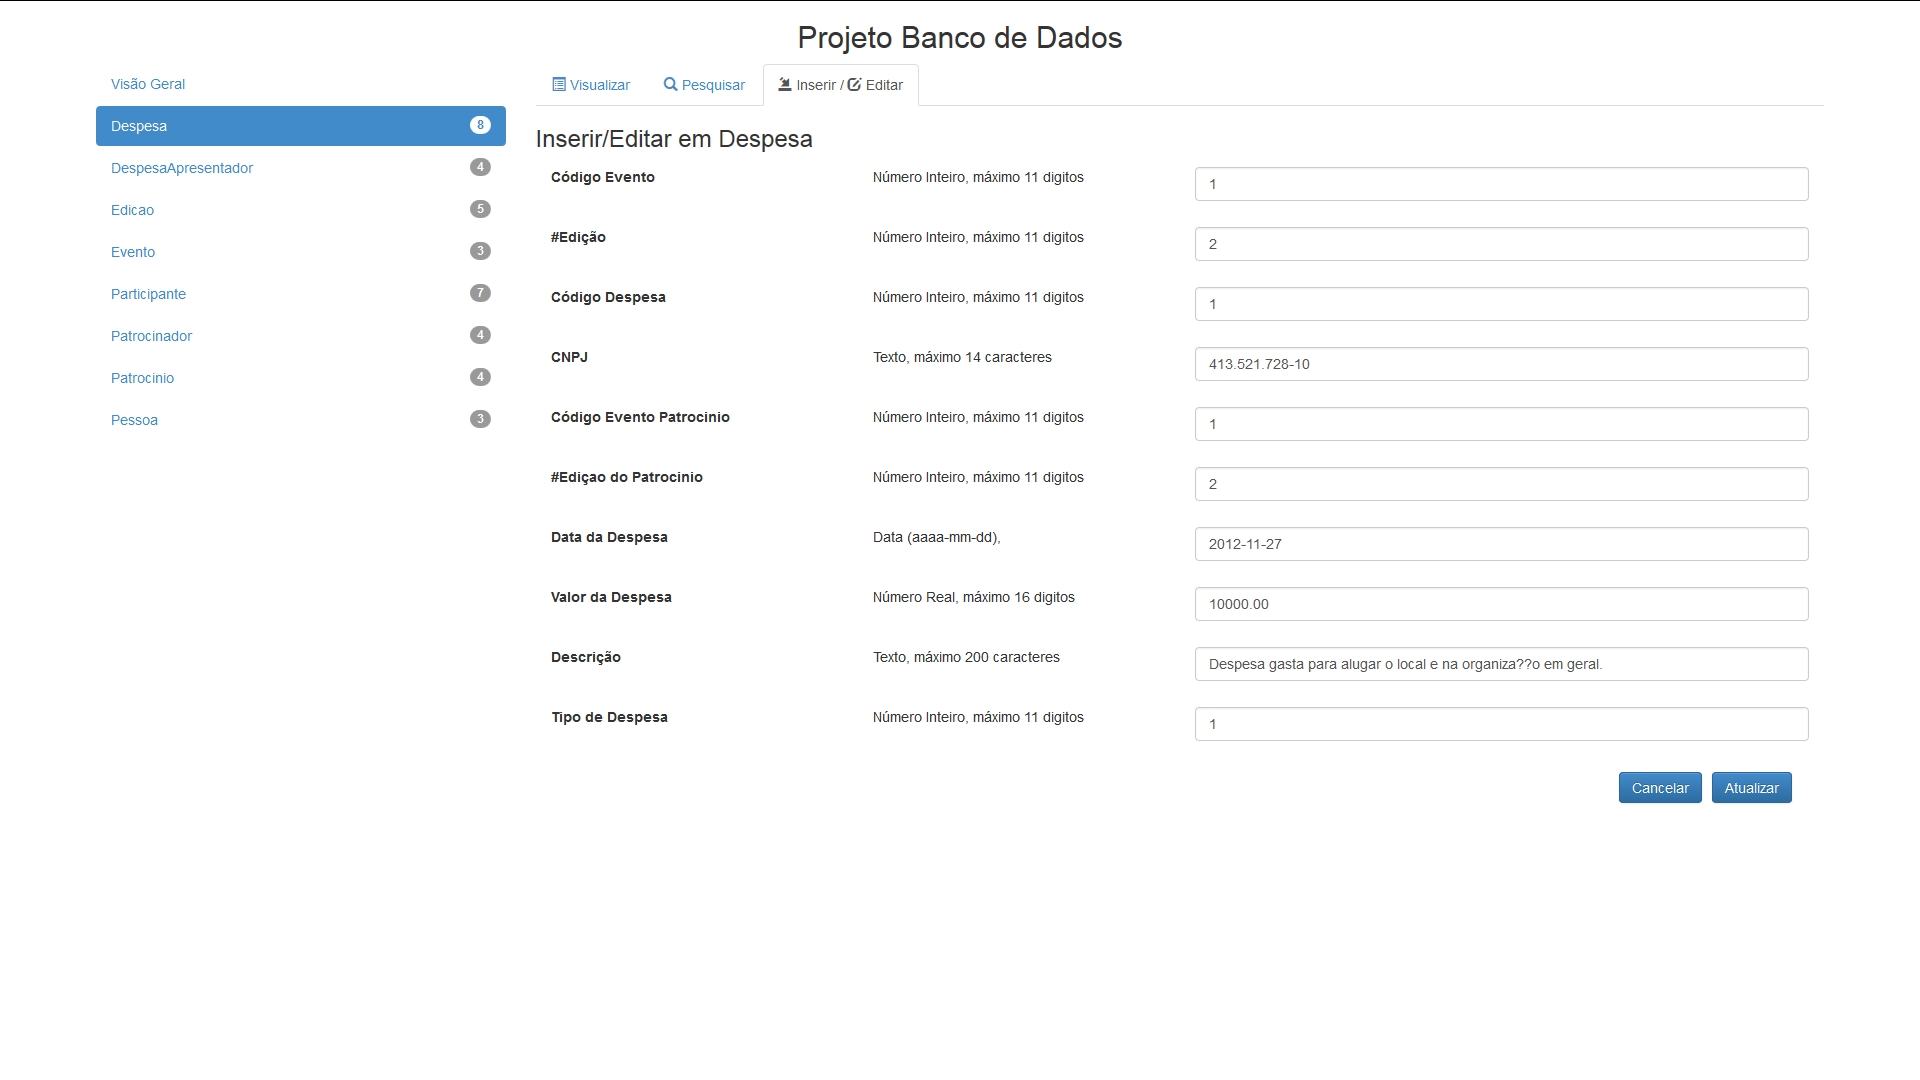 Projeto Banco de Dados
Visão Geral
Despesa 8
DespesaApresentador 4
Edicao 5
Evento 3
Participante 7
Patrocinador 4
Patrocinio 4
Pessoa 3
Visualizar Pesquisar Inserir / Editar
Inserir/Editar em Despesa
Código Evento Número Inteiro, máximo 11 digitos 1
#Edição Número Inteiro, máximo 11 digitos 2
Código Despesa Número Inteiro, máximo 11 digitos 1
CNPJ Texto, máximo 14 caracteres 413.521.728-10
Código Evento Patrocinio Número Inteiro, máximo 11 digitos 1
#Ediçao do Patrocinio Número Inteiro, máximo 11 digitos 2
Data da Despesa Data (aaaa-mm-dd), 2012-11-27
Valor da Despesa Número Real, máximo 16 digitos 10000.00
Descrição Texto, máximo 200 caracteres Despesa gasta para alugar o local e na organiza??o em geral.
Tipo de Despesa Número Inteiro, máximo 11 digitos 1
Cancelar Atualizar